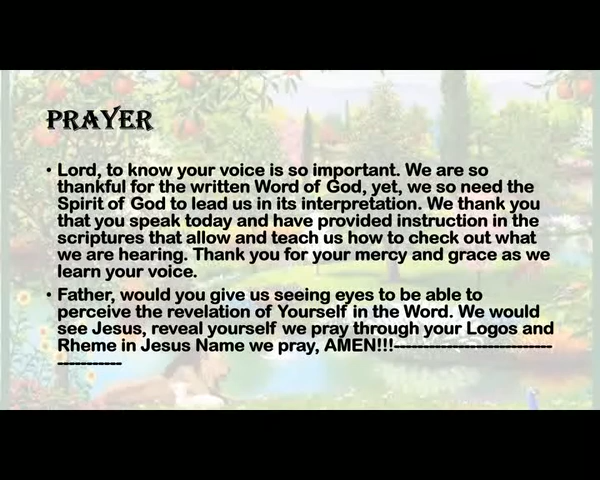 PRAYER
• Lord, to know your voice is so important. We are so
thankful for the written Word of God, yet, we so need the
Spirit of God to lead us in its interpretation. We thank you
that you speak today and have provided instruction in the
scriptures that allow and teach us how to check out what
we are hearing. Thank you for your mercy and grace as we
learn your voice.
• Father, would you give us seeing eyes to be able to
perceive the revelation of Yourself in the Word. We would
see Jesus, reveal yourself we pray through your Logos and
Rheme in Jesus Name we pray, AMEN!!!---------------------------
-----------